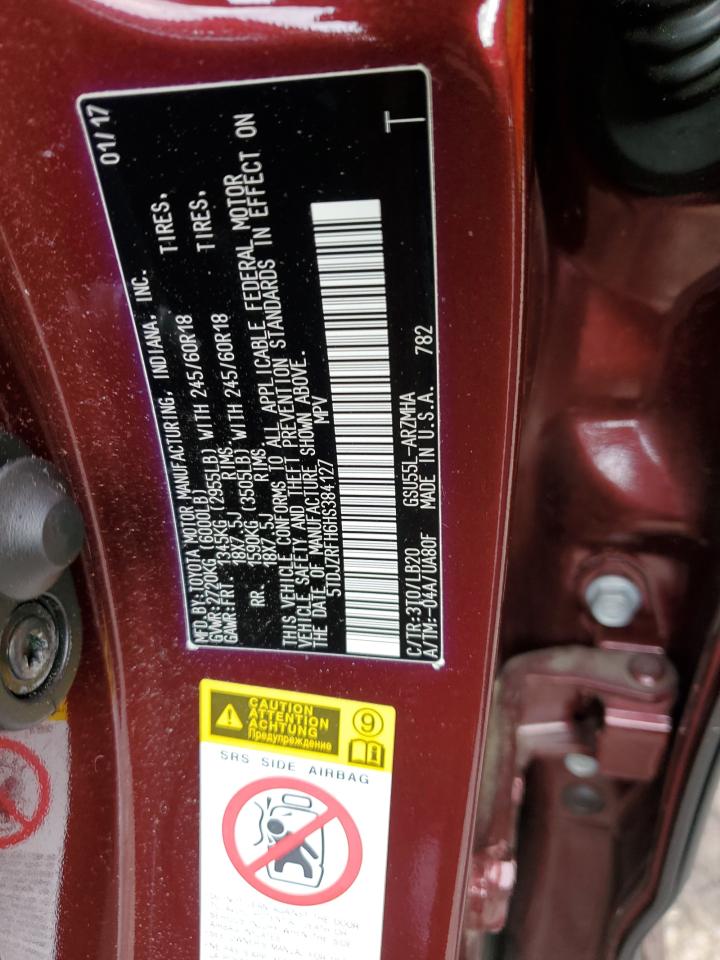 MFD.BY:TOYOTA MOTOR MANUFACTURING, INDIANA, INC. 01/17
GVWR:2720KG (6000LB)
GAWR:FRT. 1345KG (2955LB) WITH 245/60R18 TIRES.
18X7.5J RIMS
RR. 1590KG (3505LB) WITH 245/60R18 TIRES.
18X7.5J RIMS
THIS VEHICLE CONFORMS TO ALL APPLICABLE FEDERAL MOTOR
VEHICLE SAFETY AND THEFT PREVENTION STANDARDS IN EFFECT ON
THE DATE OF MANUFACTURE SHOWN ABOVE.
5TDJZRFH6HS384127 MPV
T
C/TR:3T0/LB20 GSU55L-ARZMHA
A/TM:-04A/UA80F MADE IN U.S.A. 782
CAUTION
ATTENTION
ACHTUNG
Предупреждение
9
SRS SIDE AIRBAG